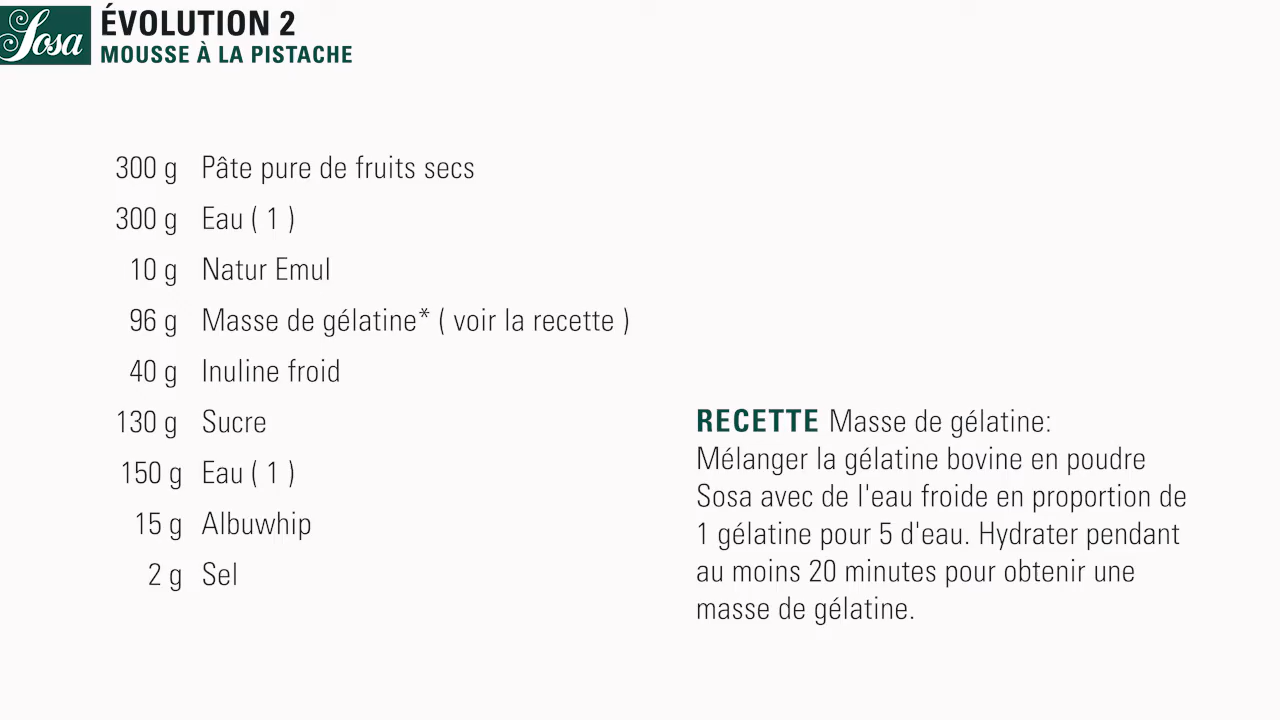 Sosa
ÉVOLUTION 2
MOUSSE À LA PISTACHE
300 g Pâte pure de fruits secs
300 g Eau ( 1 )
10 g Natur Emul
96 g Masse de gélatine* ( voir la recette )
40 g Inuline froid
130 g Sucre
150 g Eau ( 1 )
15 g Albuwhip
2 g Sel
RECETTE Masse de gélatine:
Mélanger la gélatine bovine en poudre
Sosa avec de l'eau froide en proportion de
1 gélatine pour 5 d'eau. Hydrater pendant
au moins 20 minutes pour obtenir une
masse de gélatine.